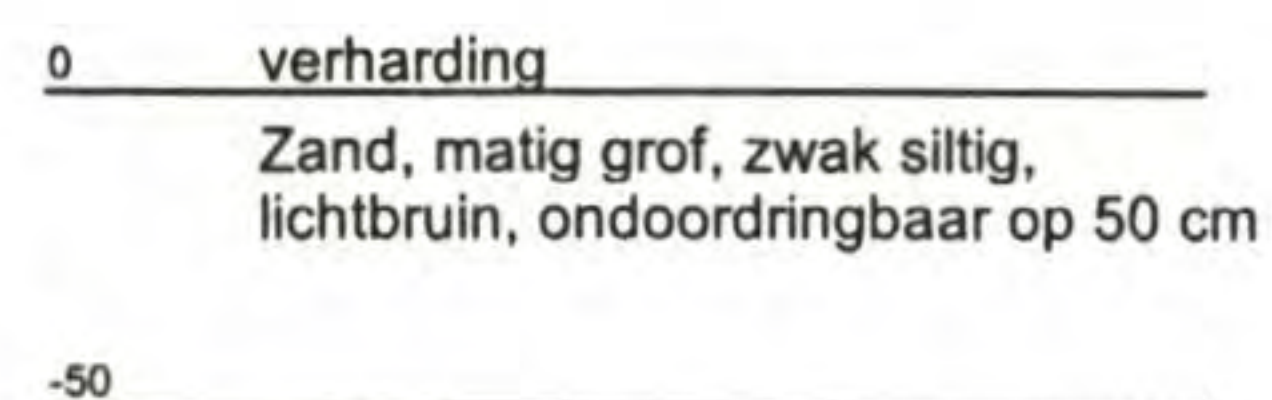 0 verharding
Zand, matig grof, zwak siltig,
lichtbruin, ondoordringbaar op 50 cm
-50